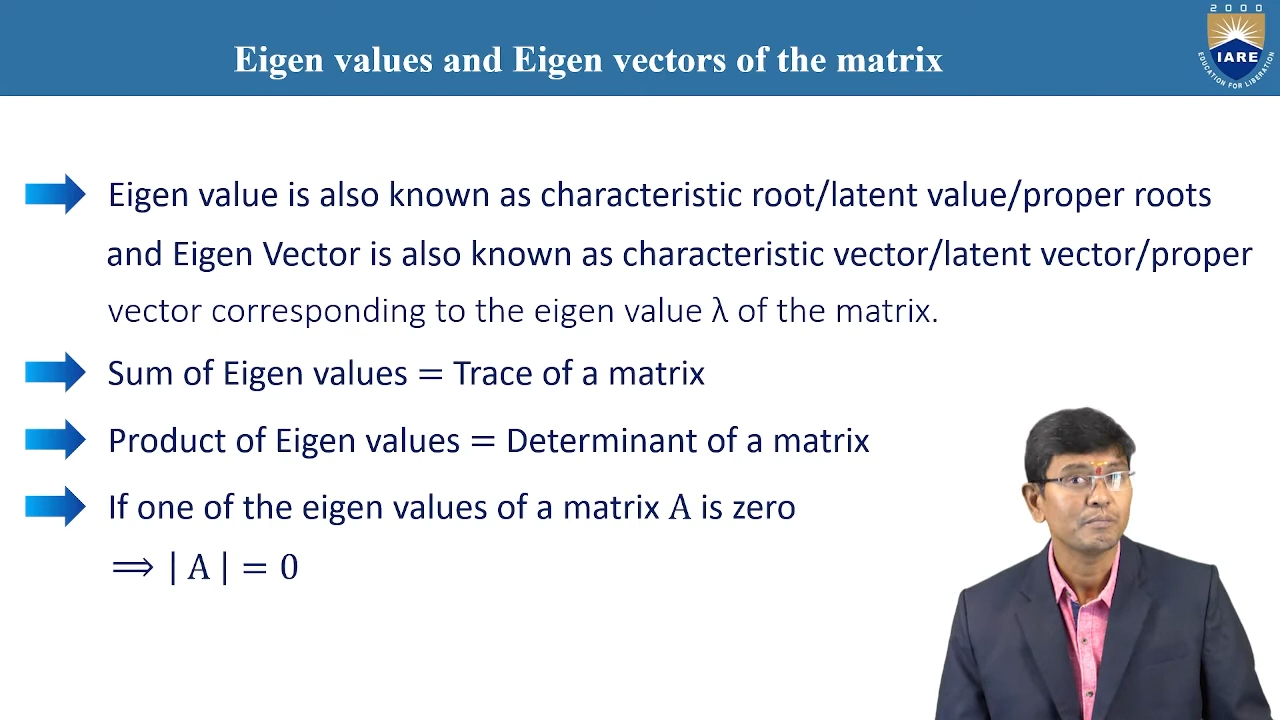 2000
IARE
EDUCATION FOR LIBERATION
Eigen values and Eigen vectors of the matrix
Eigen value is also known as characteristic root/latent value/proper roots
and Eigen Vector is also known as characteristic vector/latent vector/proper
vector corresponding to the eigen value λ of the matrix.
Sum of Eigen values = Trace of a matrix
Product of Eigen values = Determinant of a matrix
If one of the eigen values of a matrix A is zero
⟹ | A | = 0